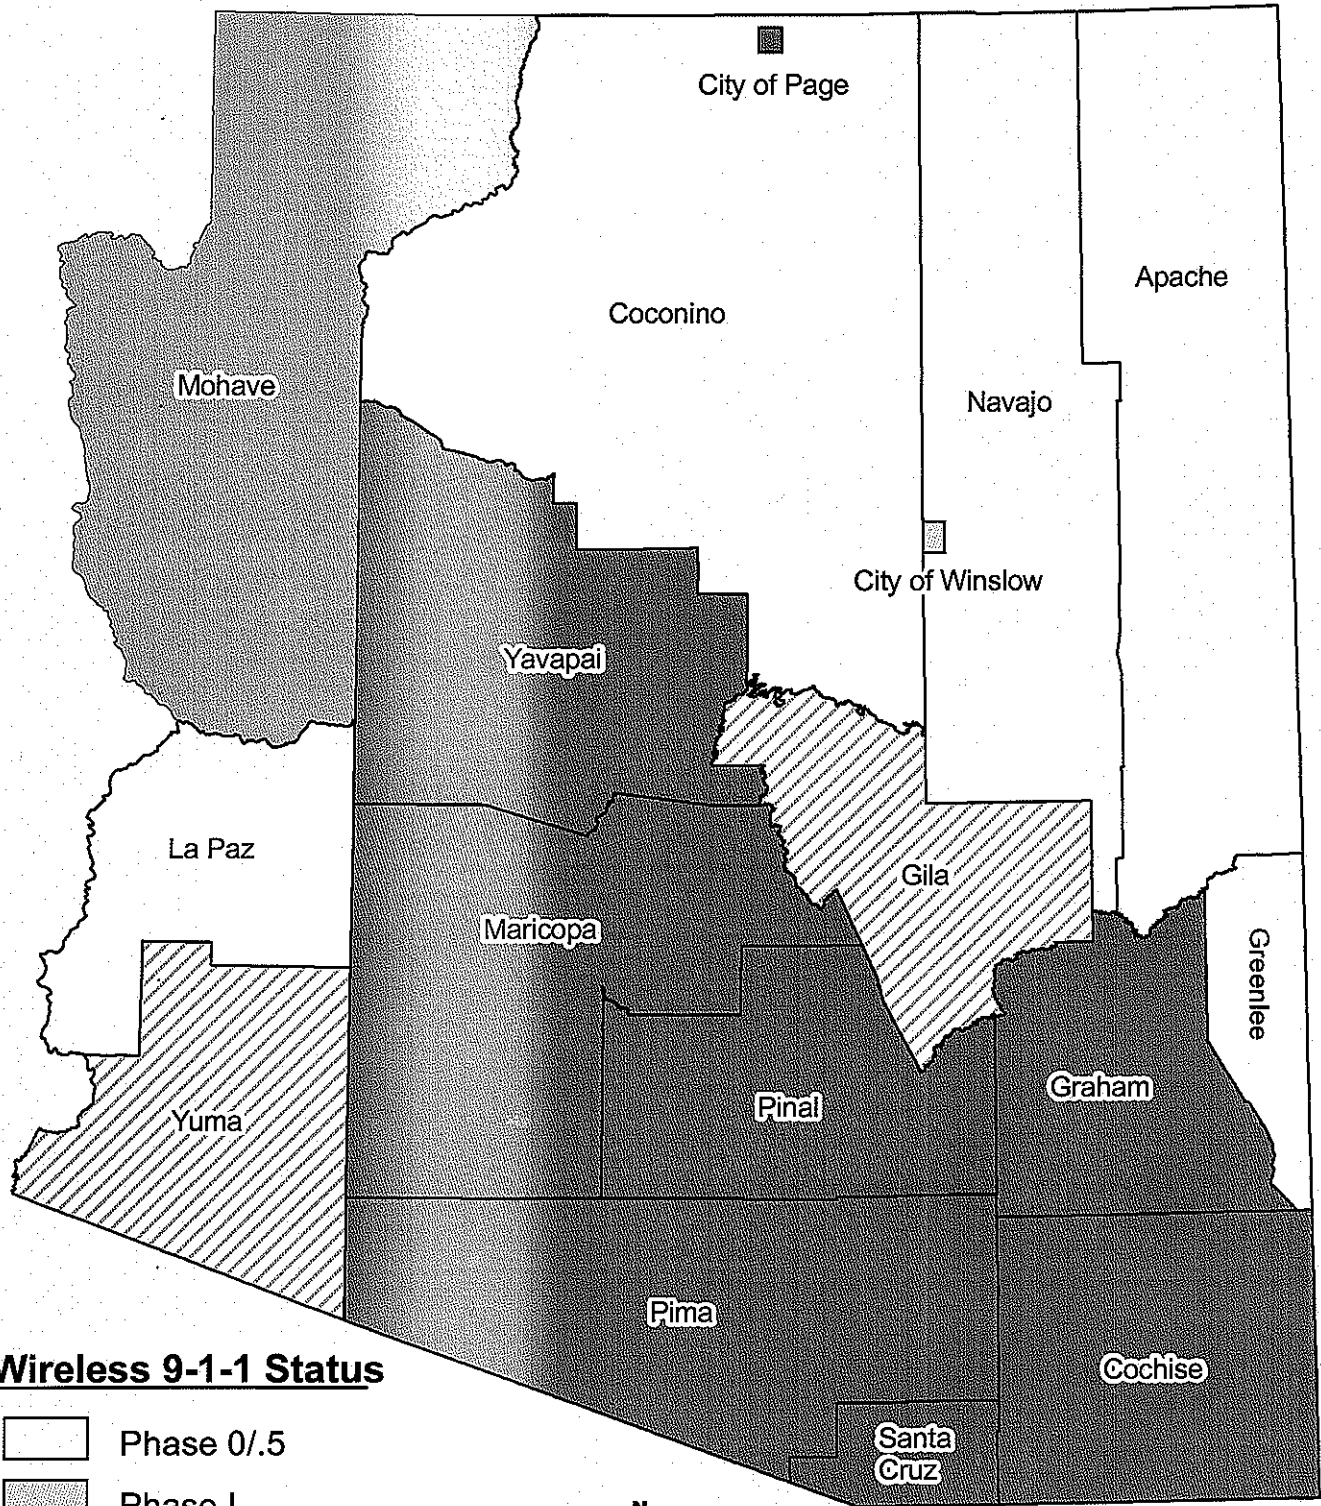 City of Page
Apache
Coconino
Mohave
Navajo
City of Winslow
Yavapai
La Paz
Gila
Maricopa
Greenlee
Graham
Pinal
Yuma
Pima
Wireless 9-1-1 Status
Cochise
Phase 0/.5
Santa
Cruz
Phase I
N